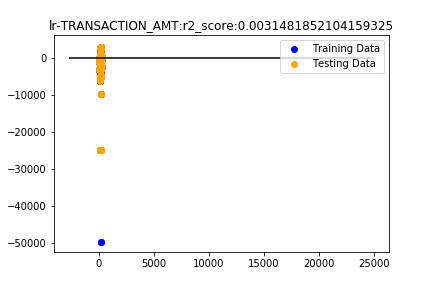 lr-TRANSACTION_AMT:r2_score:0.0031481852104159325
Training Data
Testing Data
0
−10000
−20000
−30000
−40000
−50000
0 5000 10000 15000 20000 25000